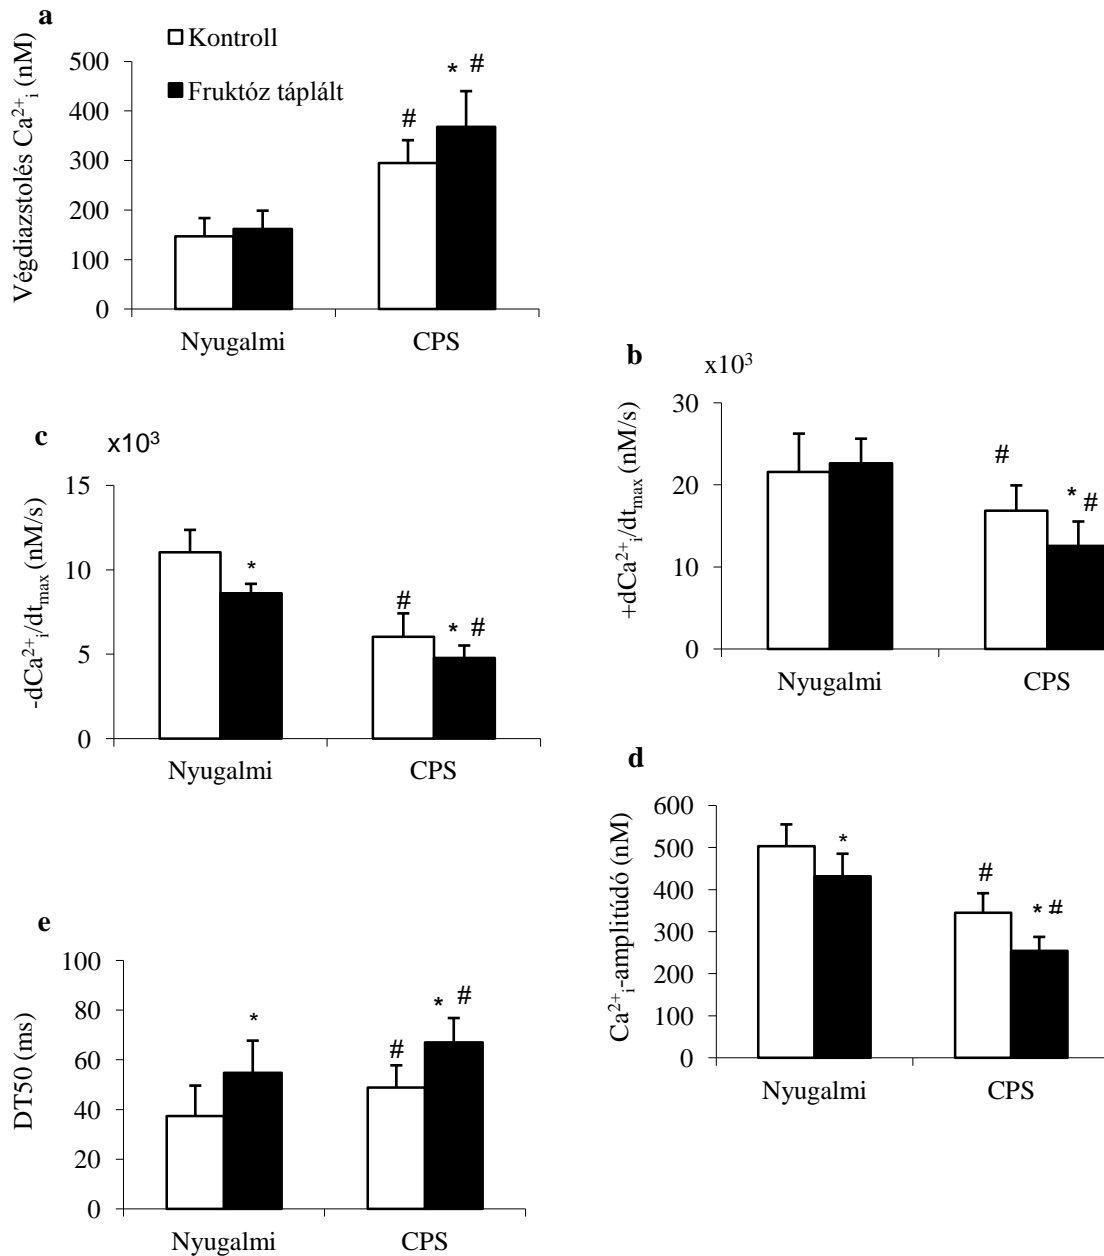 a
Kontroll
Fruktóz táplált
Végdiazstolés Ca²⁺ᵢ (nM)
500
400
300
200
100
0
#
* #
Nyugalmi
CPS
b
x10³
+dCa²⁺ᵢ/dtₘₐₓ (nM/s)
30
20
10
0
#
* #
Nyugalmi
CPS
c
x10³
-dCa²⁺ᵢ/dtₘₐₓ (nM/s)
15
10
5
0
*
#
* #
Nyugalmi
CPS
d
Ca²⁺ᵢ-amplitúdó (nM)
600
500
400
300
200
100
0
*
#
* #
Nyugalmi
CPS
e
DT50 (ms)
100
80
60
40
20
0
*
#
* #
Nyugalmi
CPS